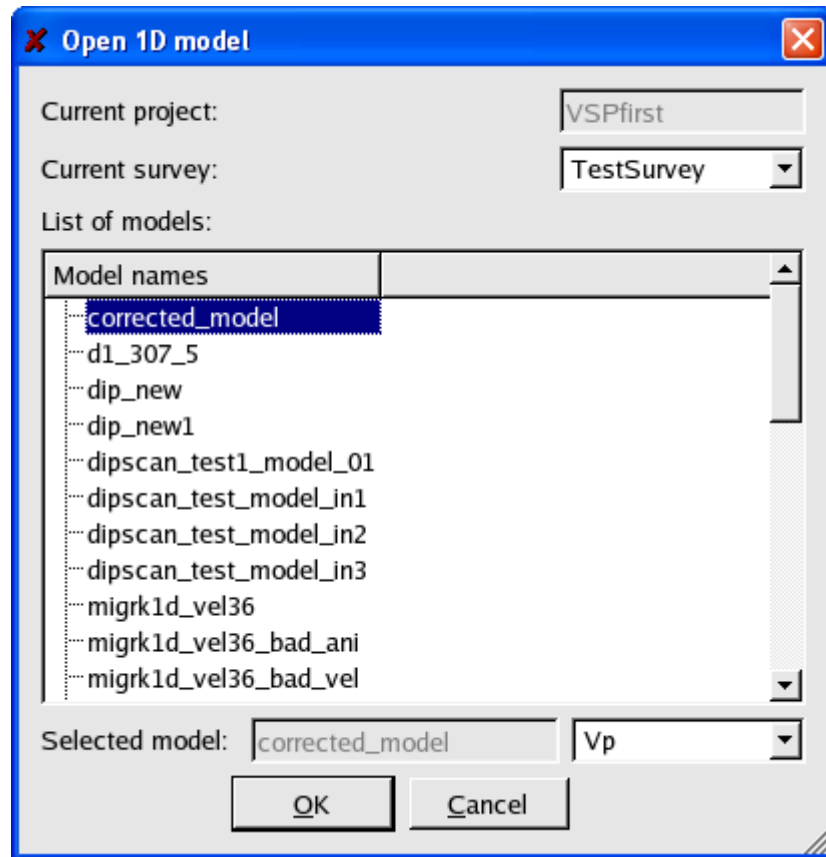 Open 1D model
Current project: VSPfirst
Current survey: TestSurvey
List of models:
Model names
corrected_model
d1_307_5
dip_new
dip_new1
dipscan_test1_model_01
dipscan_test_model_in1
dipscan_test_model_in2
dipscan_test_model_in3
migrk1d_vel36
migrk1d_vel36_bad_ani
migrk1d_vel36_bad_vel
Selected model: corrected_model Vp
OK Cancel